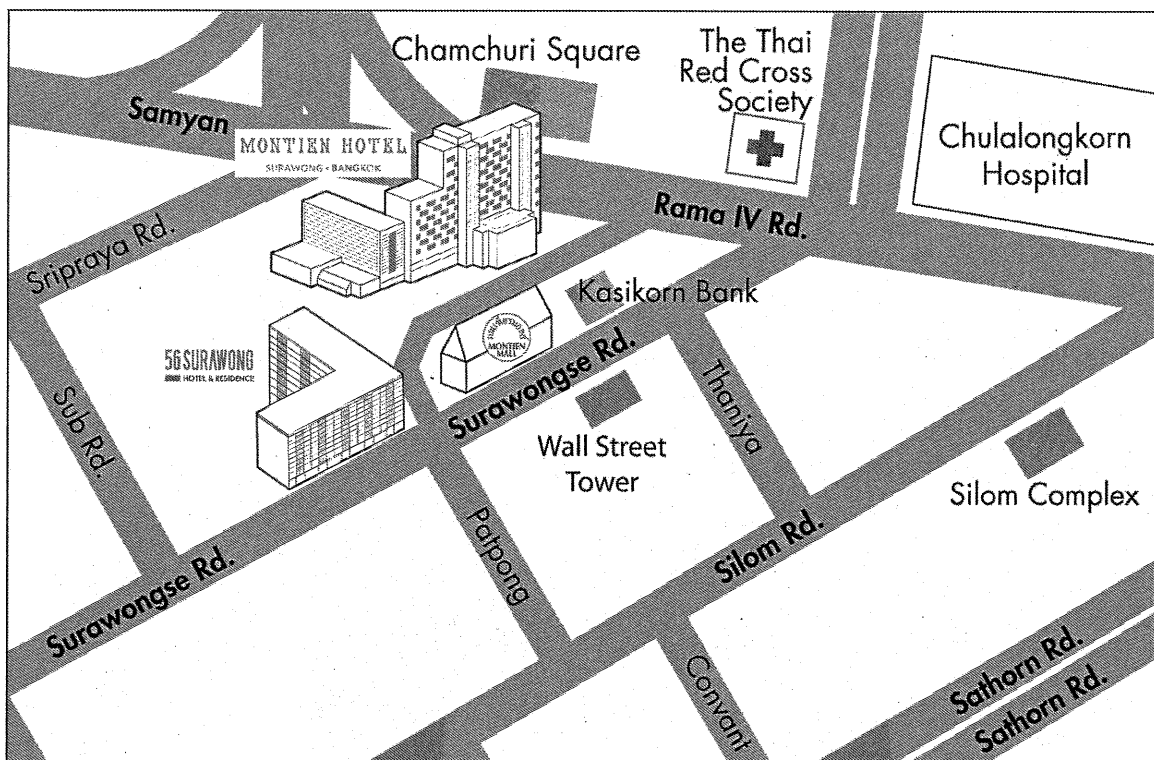 Chamchuri Square
The Thai
Red Cross
Society
Samyan
MONTIEN HOTEL
SURAWONG • BANGKOK
Chulalongkorn
Hospital
Rama IV Rd.
Sripraya Rd.
Kasikorn Bank
MONTIEN
MALL
56 SURAWONG
HOTEL & RESIDENCE
Surawongse Rd.
Thaniya
Sub Rd.
Wall Street
Tower
Silom Complex
Patpong
Silom Rd.
Surawongse Rd.
Convant
Sathorn Rd.
Sathorn Rd.